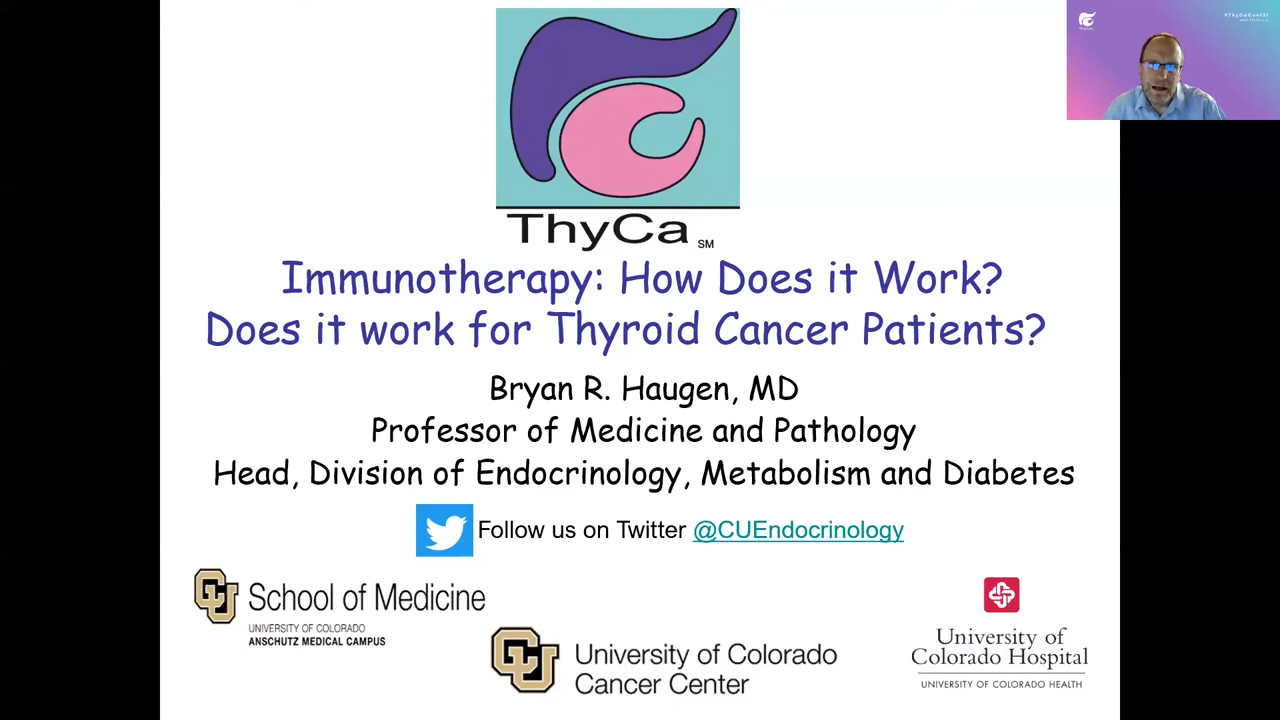 ThyCa SM
Immunotherapy: How Does it Work?
Does it work for Thyroid Cancer Patients?
Bryan R. Haugen, MD
Professor of Medicine and Pathology
Head, Division of Endocrinology, Metabolism and Diabetes
Follow us on Twitter @CUEndocrinology
CU School of Medicine
UNIVERSITY OF COLORADO
ANSCHUTZ MEDICAL CAMPUS
CU University of Colorado
Cancer Center
University of
Colorado Hospital
UNIVERSITY OF COLORADO HEALTH